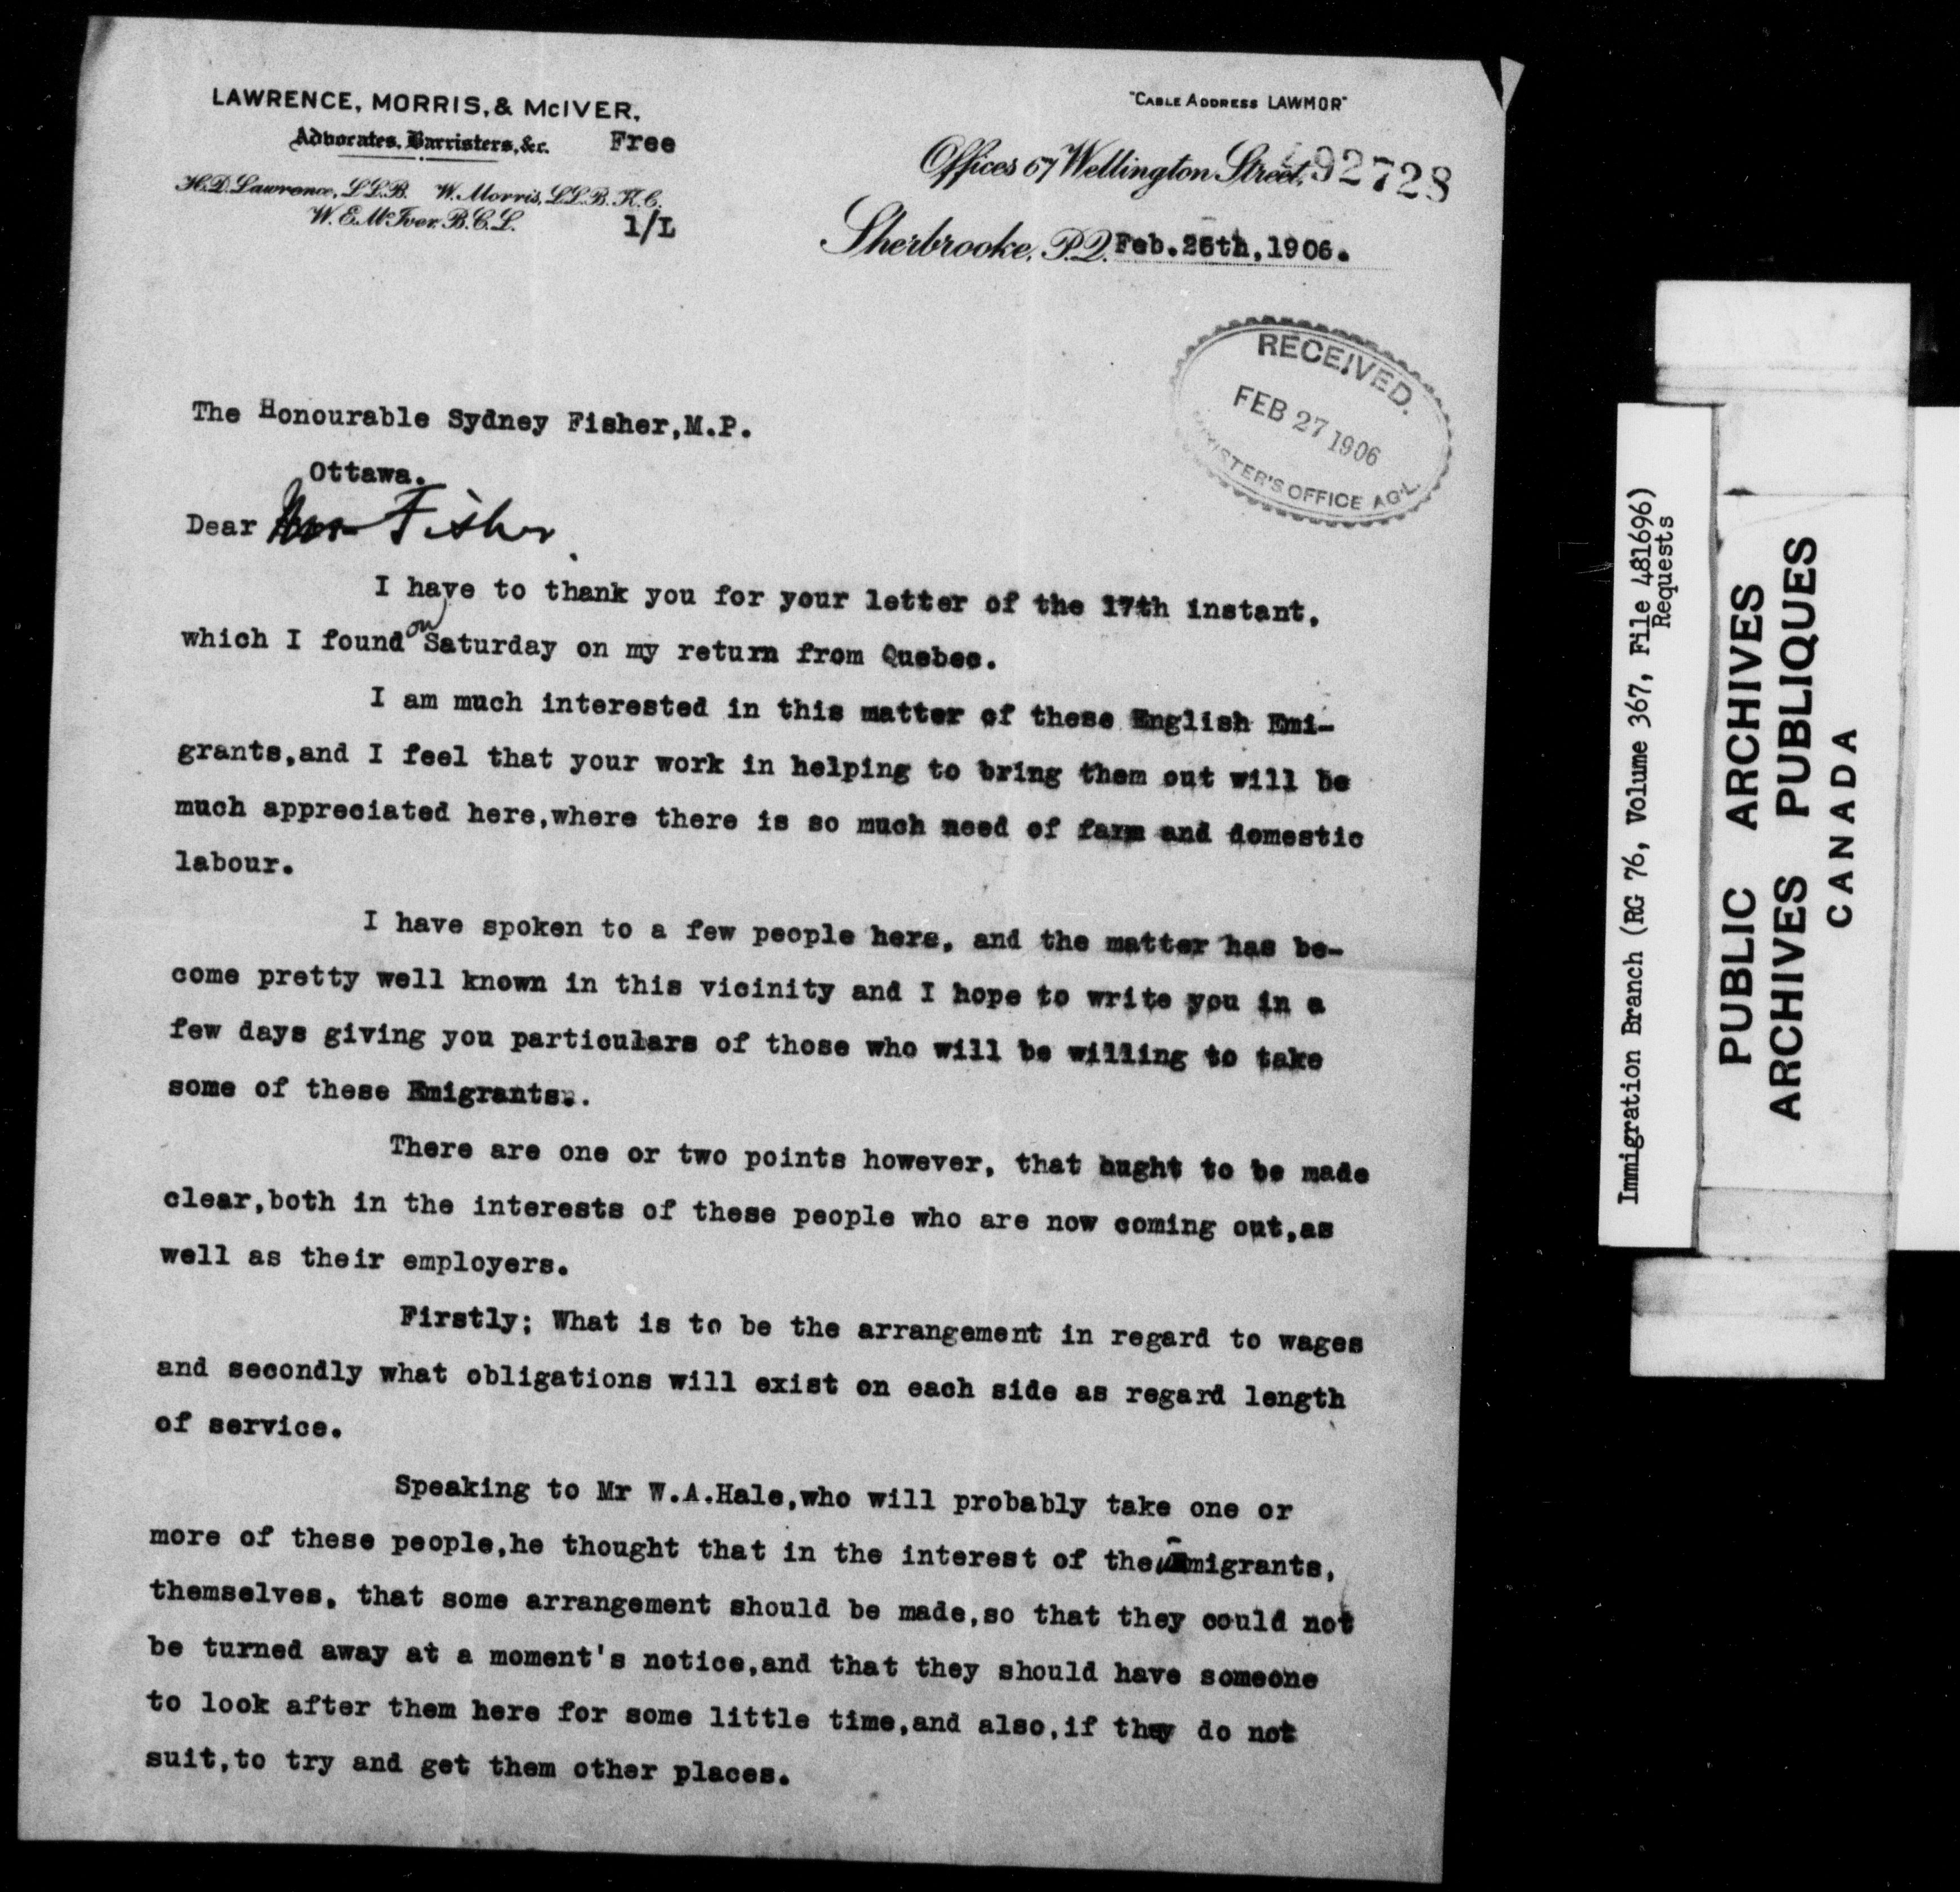 LAWRENCE, MORRIS, & McIVER,
Advocates, Barristers, &c.
Free
H.D. Lawrence, L.L.B. W. Morris, L.L.B. K.C.
W. E. McIver. B.C.L.
1/L
"CABLE ADDRESS LAWMOR"
Offices 67 Wellington Street,
492728
Sherbrooke, P.Q. Feb. 26th, 1906.
RECEIVED.
FEB 27 1906
MINISTER'S OFFICE AG'L
The Honourable Sydney Fisher, M.P.
Ottawa.
Dear Mr Fisher.
I have to thank you for your letter of the 17th instant,
which I found on Saturday on my return from Quebec.
I am much interested in this matter of these English Emi-
grants, and I feel that your work in helping to bring them out will be
much appreciated here, where there is so much need of farm and domestic
labour.
I have spoken to a few people here, and the matter has be-
come pretty well known in this vicinity and I hope to write you in a
few days giving you particulars of those who will be willing to take
some of these Emigrants..
There are one or two points however, that ought to be made
clear, both in the interests of these people who are now coming out, as
well as their employers.
Firstly; What is to be the arrangement in regard to wages
and secondly what obligations will exist on each side as regard length
of service.
Speaking to Mr W.A. Hale, who will probably take one or
more of these people, he thought that in the interest of the Emigrants,
themselves, that some arrangement should be made, so that they could not
be turned away at a moment's notice, and that they should have someone
to look after them here for some little time, and also, if they do not
suit, to try and get them other places.
Immigration Branch (RG 76, Volume 367, File 481696)
Requests
PUBLIC ARCHIVES
ARCHIVES PUBLIQUES
CANADA